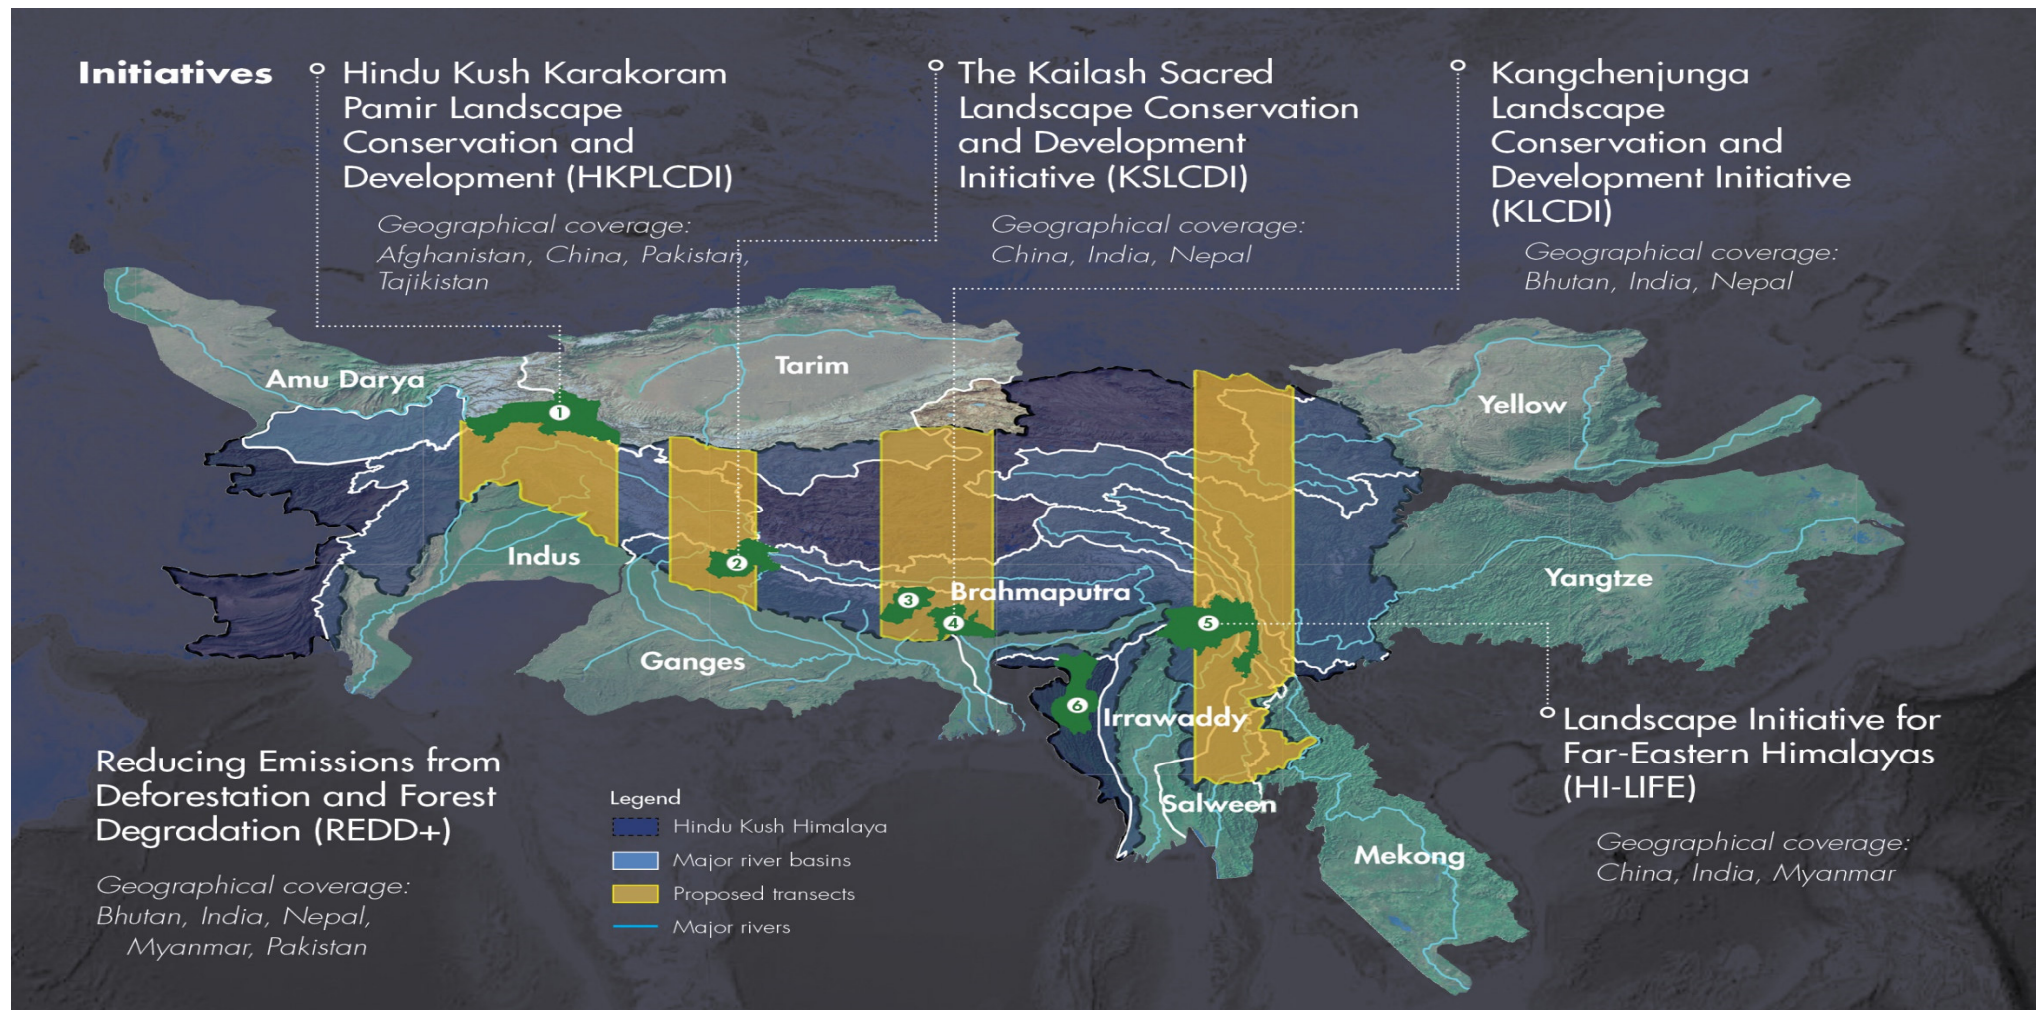 Initiatives
Hindu Kush Karakoram
Pamir Landscape
Conservation and
Development (HKPLCDI)
Geographical coverage:
Afghanistan, China, Pakistan,
Tajikistan
The Kailash Sacred
Landscape Conservation
and Development
Initiative (KSLCDI)
Geographical coverage:
China, India, Nepal
Kangchenjunga
Landscape
Conservation and
Development Initiative
(KLCDI)
Geographical coverage:
Bhutan, India, Nepal
Amu Darya
Tarim
Yellow
1
Indus
2
3
Brahmaputra
4
5
Yangtze
Ganges
6
Irrawaddy
Salween
Mekong
Reducing Emissions from
Deforestation and Forest
Degradation (REDD+)
Geographical coverage:
Bhutan, India, Nepal,
Myanmar, Pakistan
Legend
Hindu Kush Himalaya
Major river basins
Proposed transects
Major rivers
Landscape Initiative for
Far-Eastern Himalayas
(HI-LIFE)
Geographical coverage:
China, India, Myanmar